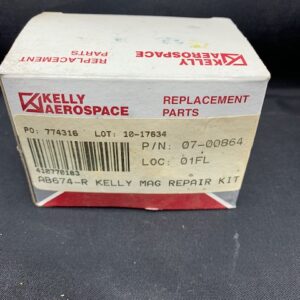 REPLACEMENT
PARTS
KELLY
AEROSPACE
KELLY
AEROSPACE
REPLACEMENT
PARTS
PO: 774316 LOT: 10-17634
P/N: 07-00864
LOC: 01FL
410770103
AB674-R KELLY MAG REPAIR KIT